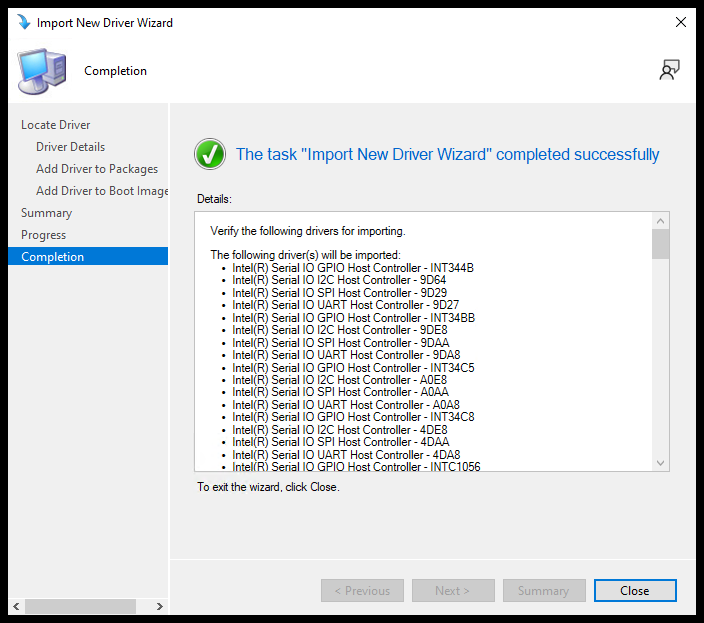 Import New Driver Wizard
Completion
Locate Driver
Driver Details
Add Driver to Packages
Add Driver to Boot Image
Summary
Progress
Completion
The task "Import New Driver Wizard" completed successfully
Details:
Verify the following drivers for importing.
The following driver(s) will be imported:
• Intel(R) Serial IO GPIO Host Controller - INT344B
• Intel(R) Serial IO I2C Host Controller - 9D64
• Intel(R) Serial IO SPI Host Controller - 9D29
• Intel(R) Serial IO UART Host Controller - 9D27
• Intel(R) Serial IO GPIO Host Controller - INT34BB
• Intel(R) Serial IO I2C Host Controller - 9DE8
• Intel(R) Serial IO SPI Host Controller - 9DAA
• Intel(R) Serial IO UART Host Controller - 9DA8
• Intel(R) Serial IO GPIO Host Controller - INT34C5
• Intel(R) Serial IO I2C Host Controller - A0E8
• Intel(R) Serial IO SPI Host Controller - A0AA
• Intel(R) Serial IO UART Host Controller - A0A8
• Intel(R) Serial IO GPIO Host Controller - INT34C8
• Intel(R) Serial IO I2C Host Controller - 4DE8
• Intel(R) Serial IO SPI Host Controller - 4DAA
• Intel(R) Serial IO UART Host Controller - 4DA8
• Intel(R) Serial IO GPIO Host Controller - INTC1056
To exit the wizard, click Close.
< Previous
Next >
Summary
Close